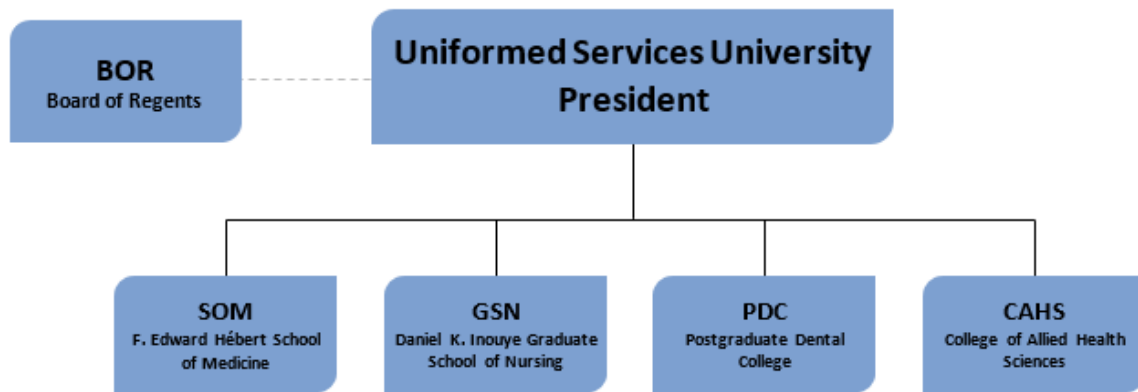 BOR
Board of Regents
Uniformed Services University
President
SOM
F. Edward Hébert School
of Medicine
GSN
Daniel K. Inouye Graduate
School of Nursing
PDC
Postgraduate Dental
College
CAHS
College of Allied Health
Sciences